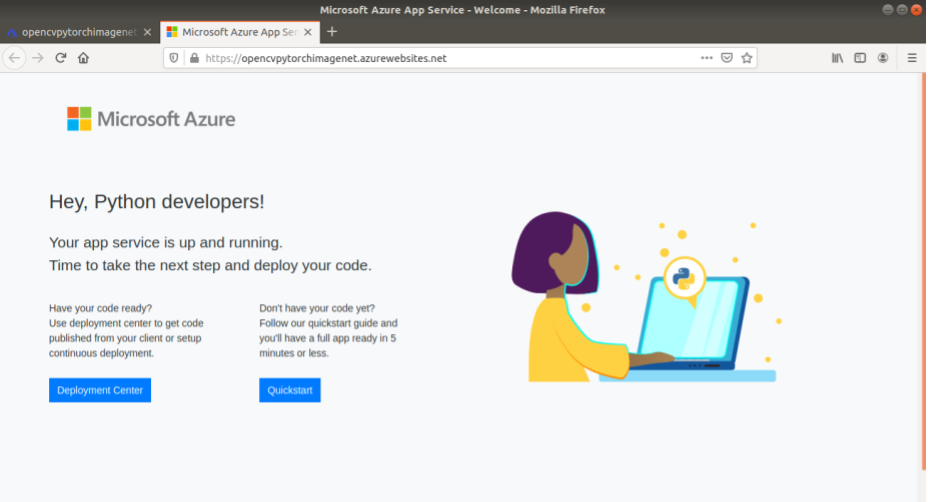 Microsoft Azure App Service - Welcome - Mozilla Firefox
opencvpytorchimagenet
Microsoft Azure App Ser
https://opencvpytorchimagenet.azurewebsites.net
Microsoft Azure
Hey, Python developers!
Your app service is up and running.
Time to take the next step and deploy your code.
Have your code ready?
Use deployment center to get code
published from your client or setup
continuous deployment.
Deployment Center
Don't have your code yet?
Follow our quickstart guide and
you'll have a full app ready in 5
minutes or less.
Quickstart